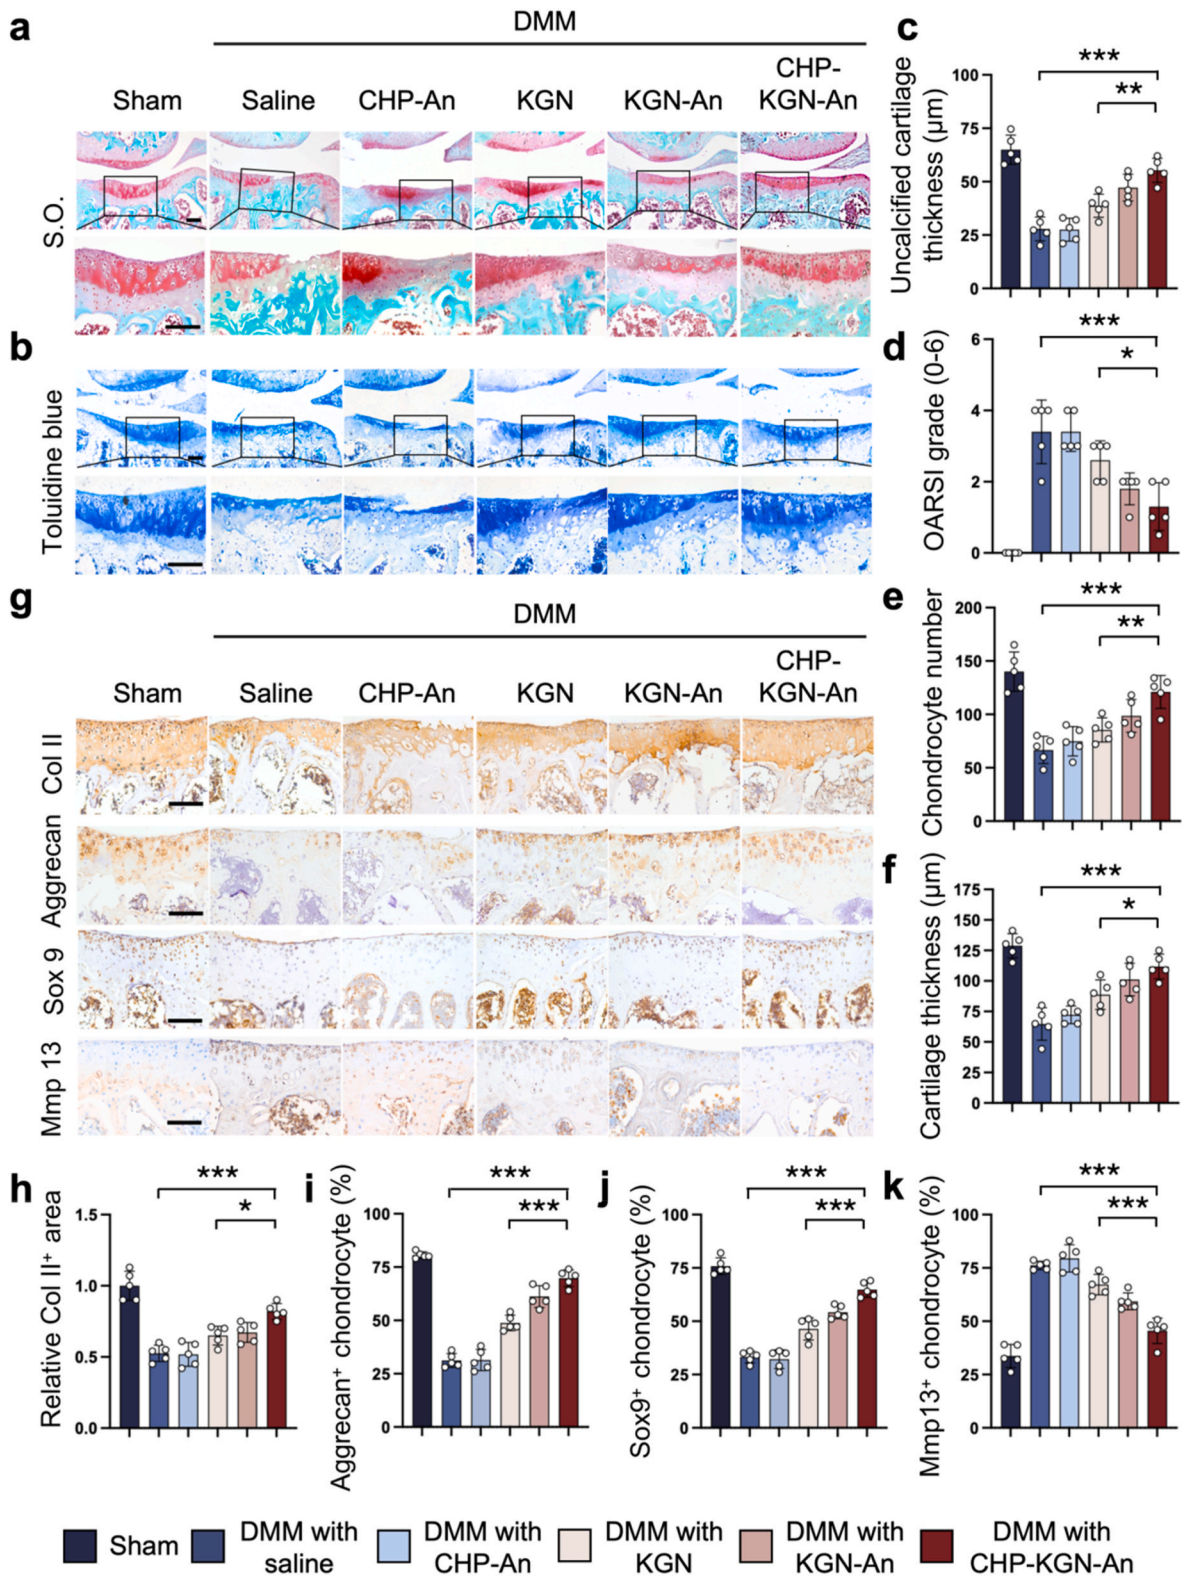 a
DMM
Sham
Saline
CHP-An
KGN
KGN-An
CHP-
KGN-An
S.O.
b
Toluidine blue
c
Uncalcified cartilage
thickness (μm)
100
75
50
25
0
***
**
d
OARSI grade (0-6)
6
4
2
0
***
*
g
DMM
Sham
Saline
CHP-An
KGN
KGN-An
CHP-
KGN-An
Col II
Aggrecan
Sox 9
Mmp 13
e
Chondrocyte number
200
150
100
50
0
***
**
f
Cartilage thickness (μm)
175
150
125
100
75
50
25
0
***
*
h
Relative Col II⁺ area
1.5
1.0
0.5
0.0
***
*
i
Aggrecan⁺ chondrocyte (%)
100
75
50
25
0
***
***
j
Sox9⁺ chondrocyte (%)
100
75
50
25
0
***
***
k
Mmp13⁺ chondrocyte (%)
100
75
50
25
0
***
***
Sham
DMM with
saline
DMM with
CHP-An
DMM with
KGN
DMM with
KGN-An
DMM with
CHP-KGN-An